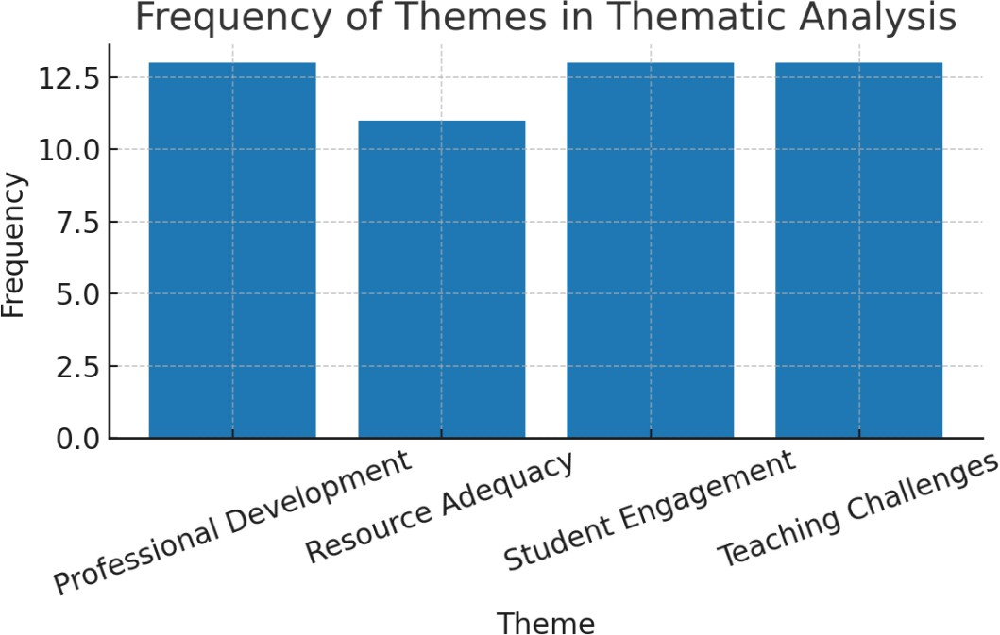 Frequency of Themes in Thematic Analysis
Frequency
12.5
10.0
7.5
5.0
2.5
0.0
Professional Development
Resource Adequacy
Student Engagement
Teaching Challenges
Theme